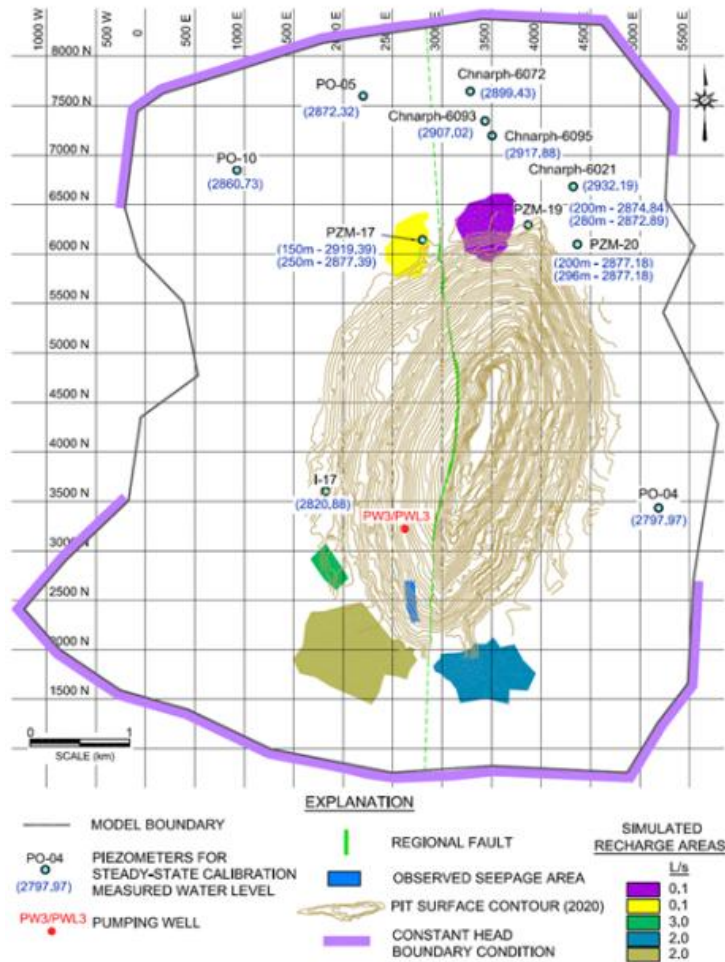 1000 W
500 W
0
500 E
1000 E
1500 E
2000 E
2500 E
3000 E
3500 E
4000 E
4500 E
5000 E
5500 E
8000 N
7500 N
7000 N
6500 N
6000 N
5500 N
5000 N
4500 N
4000 N
3500 N
3000 N
2500 N
2000 N
1500 N
PO-05
(2872.32)
Chnarph-6072
(2899.43)
Chnarph-6093
(2907.02)
Chnarph-6095
(2917.88)
PO-10
(2860.73)
Chnarph-6021
(2932.19)
PZM-19
(200m - 2874.84)
(280m - 2872.89)
PZM-17
(150m - 2919.39)
(250m - 2877.39)
PZM-20
(200m - 2877.18)
(296m - 2877.18)
I-17
(2820.88)
PW3/PWL3
PO-04
(2797.97)
0 1
SCALE (km)
EXPLANATION
MODEL BOUNDARY
PO-04
(2797.97)
PIEZOMETERS FOR
STEADY-STATE CALIBRATION
MEASURED WATER LEVEL
PW3/PWL3
PUMPING WELL
REGIONAL FAULT
OBSERVED SEEPAGE AREA
PIT SURFACE CONTOUR (2020)
CONSTANT HEAD
BOUNDARY CONDITION
SIMULATED
RECHARGE AREAS
L/s
0.1
0.1
3.0
2.0
2.0